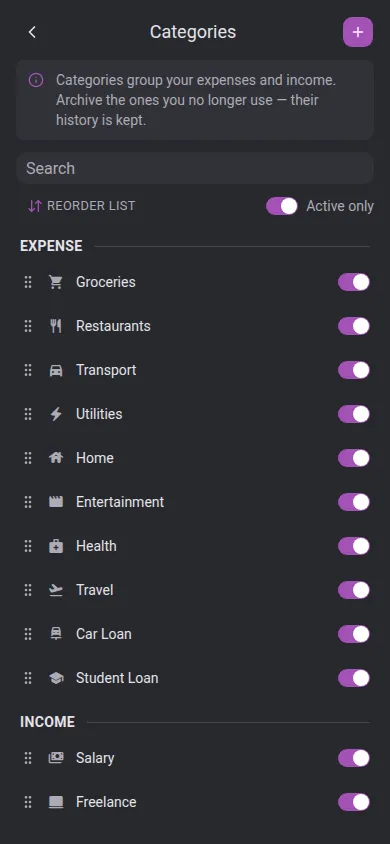 Categories
Categories group your expenses and income.
Archive the ones you no longer use — their
history is kept.
Search
REORDER LIST
Active only
EXPENSE
Groceries
Restaurants
Transport
Utilities
Home
Entertainment
Health
Travel
Car Loan
Student Loan
INCOME
Salary
Freelance